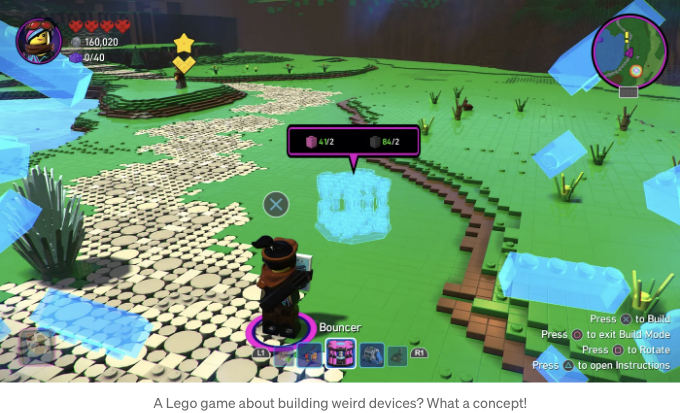 160,020
0/40
41/2 84/2
Bouncer
L1 R1
Press X to Build
Press O to exit Build Mode
Press □ to Rotate
Press △ to open Instructions
A Lego game about building weird devices? What a concept!